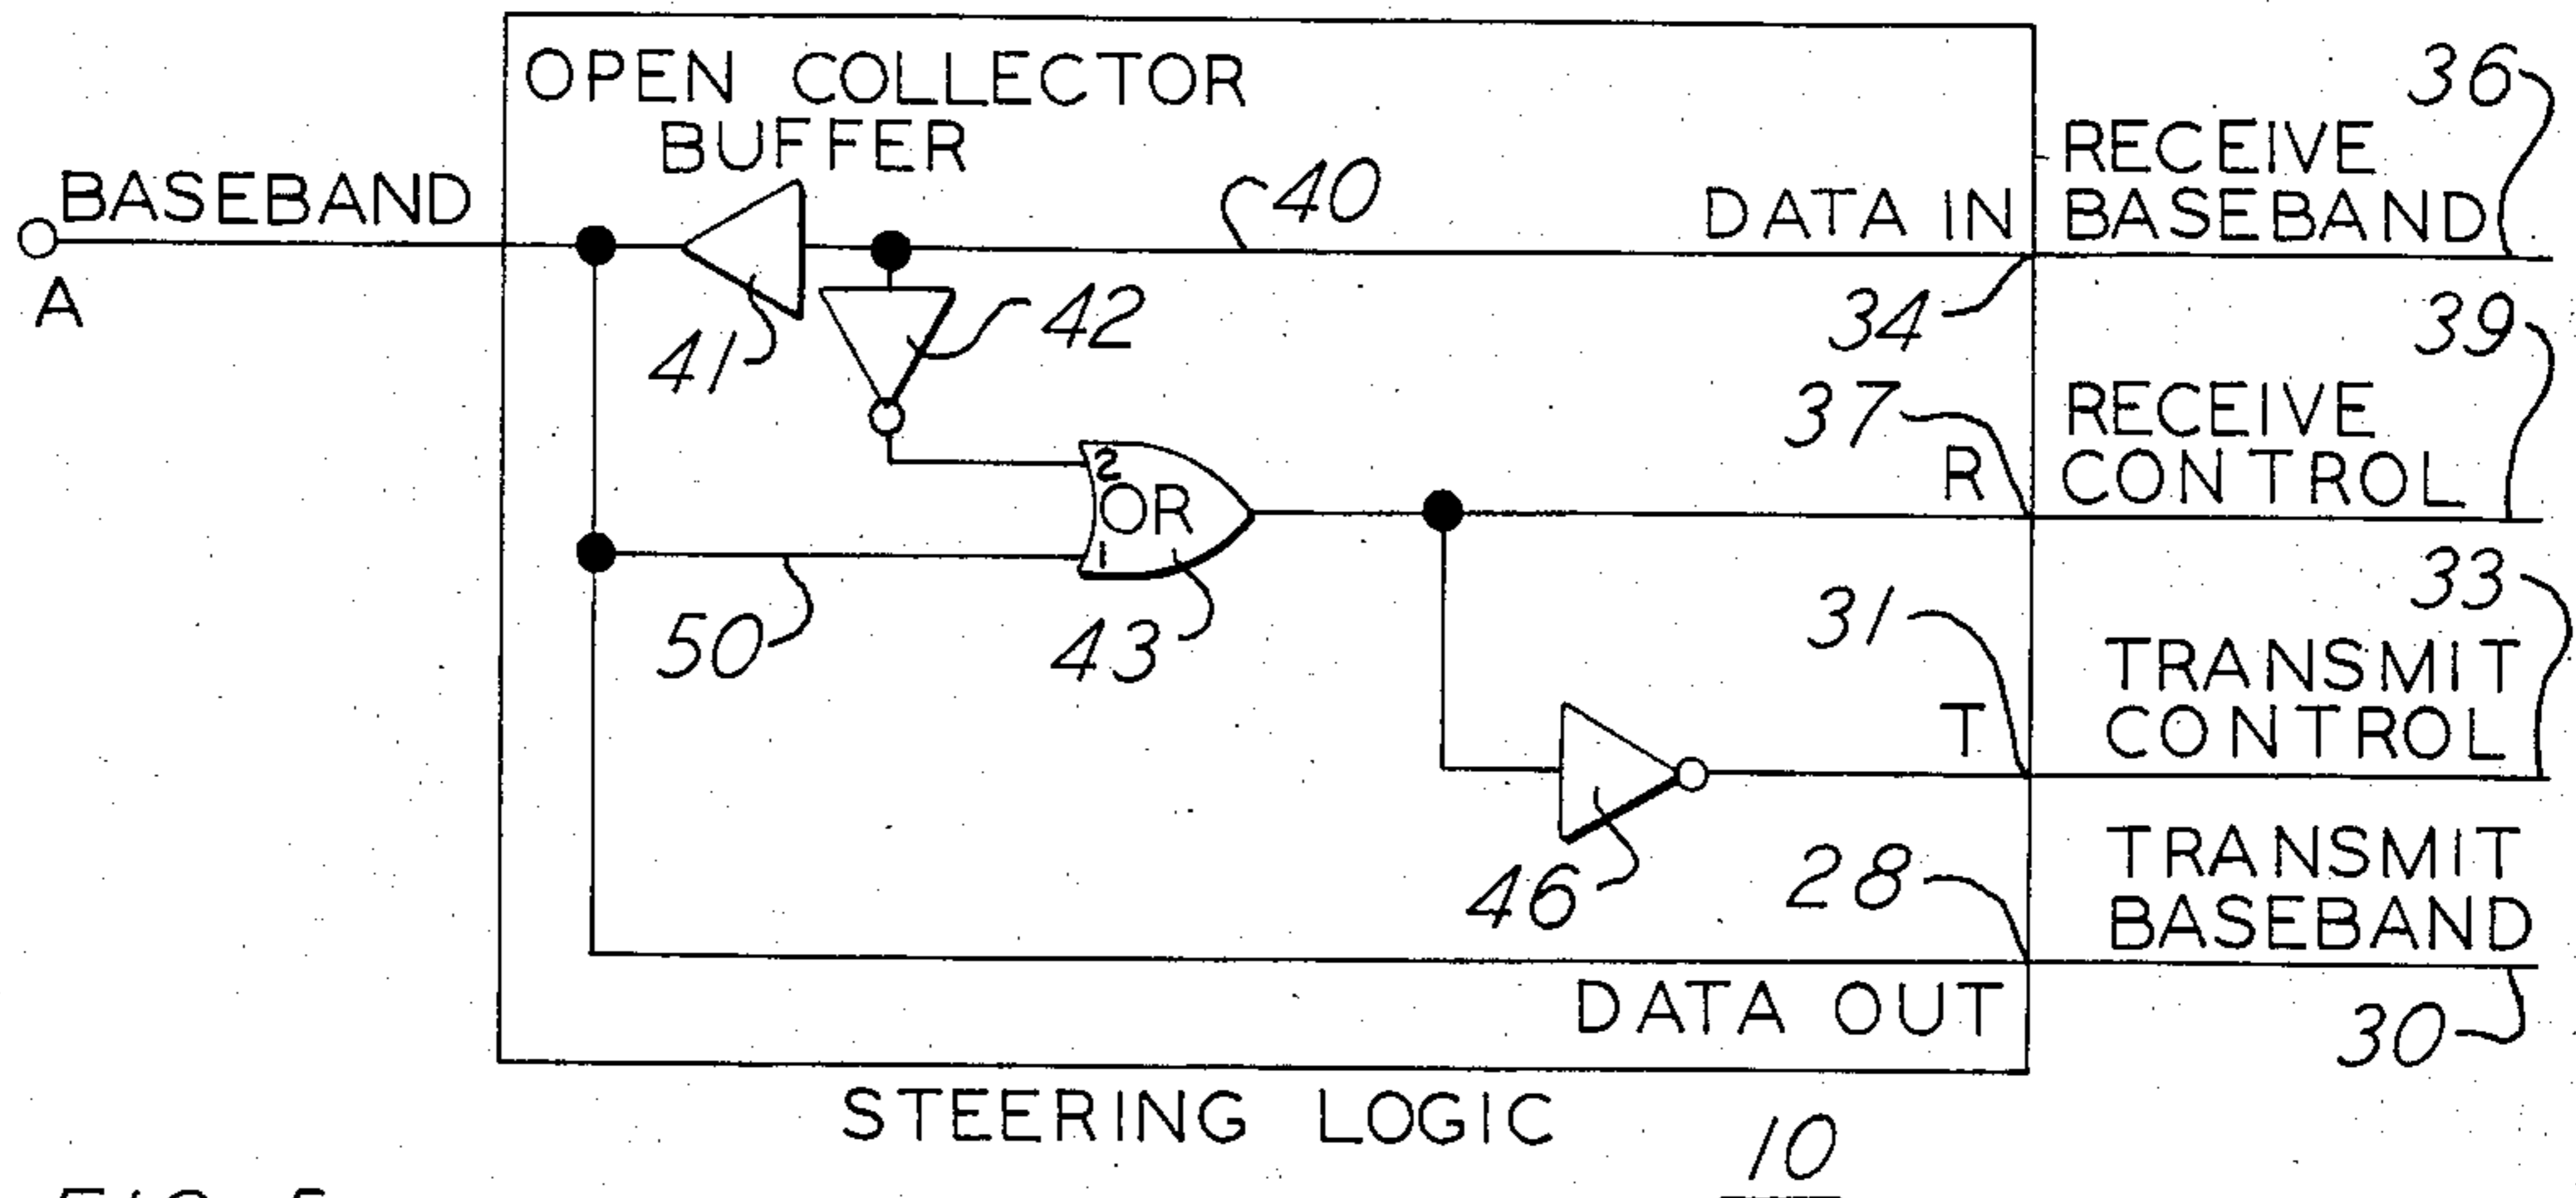 OPEN COLLECTOR
BUFFER
BASEBAND
A
40
DATA IN
RECEIVE
BASEBAND
36
41
42
34
39
37
R
RECEIVE
CONTROL
2
OR
1
50
43
31
T
33
TRANSMIT
CONTROL
46
28
TRANSMIT
BASEBAND
DATA OUT
30
STEERING LOGIC
10